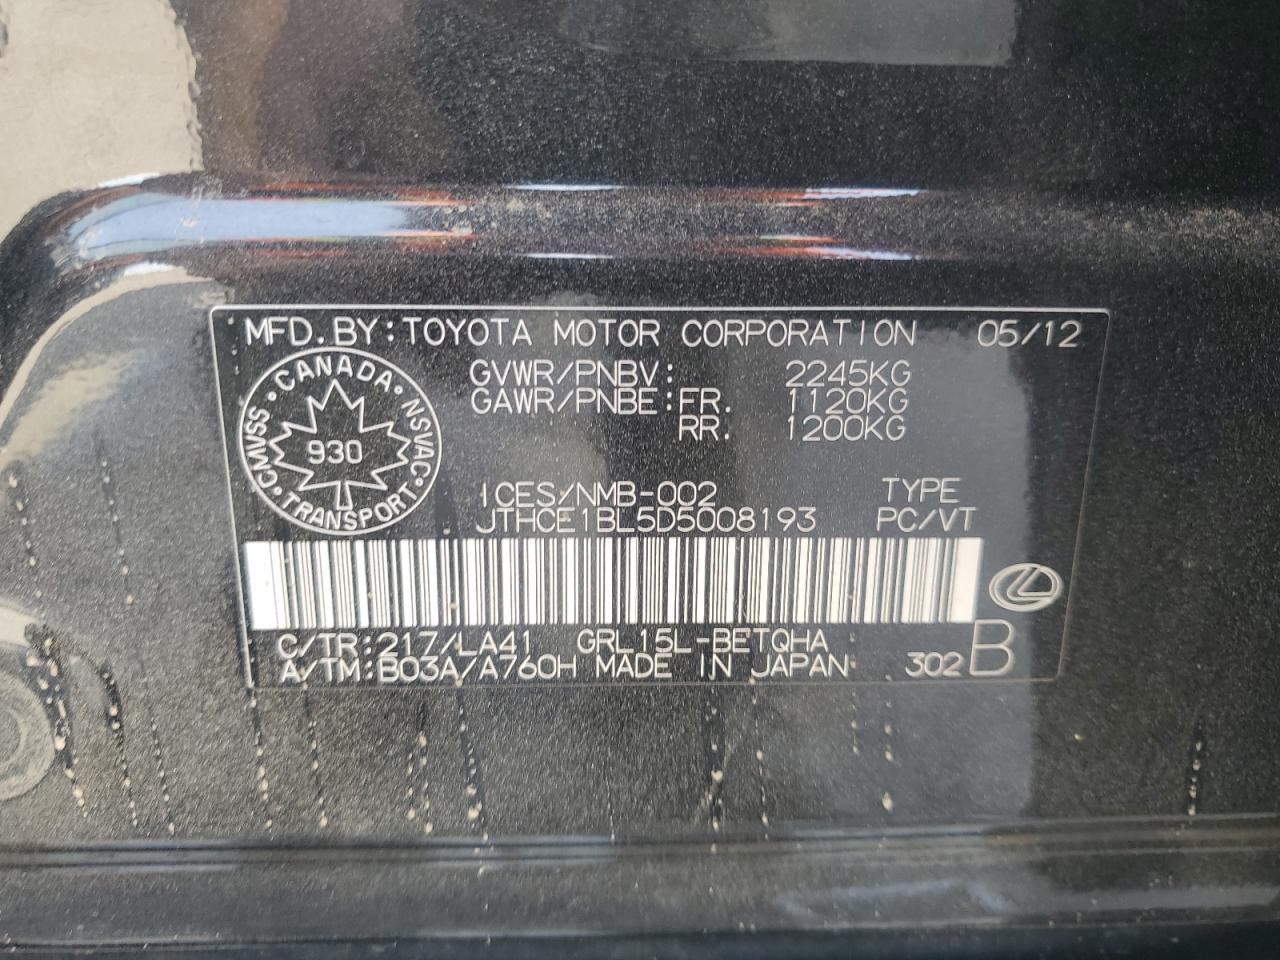 MFD. BY: TOYOTA MOTOR CORPORATION 05/12
CMVSS · CANADA · NSVAC · TRANSPORT
930
GVWR/PNBV: 2245KG
GAWR/PNBE: FR. 1120KG
RR. 1200KG
ICES/NMB-002 TYPE
JTHCE1BL5D5008193 PC/VT
C/TR: 217/LA41 GRL15L-BETQHA
A/TM: B03A/A760H MADE IN JAPAN 302 B